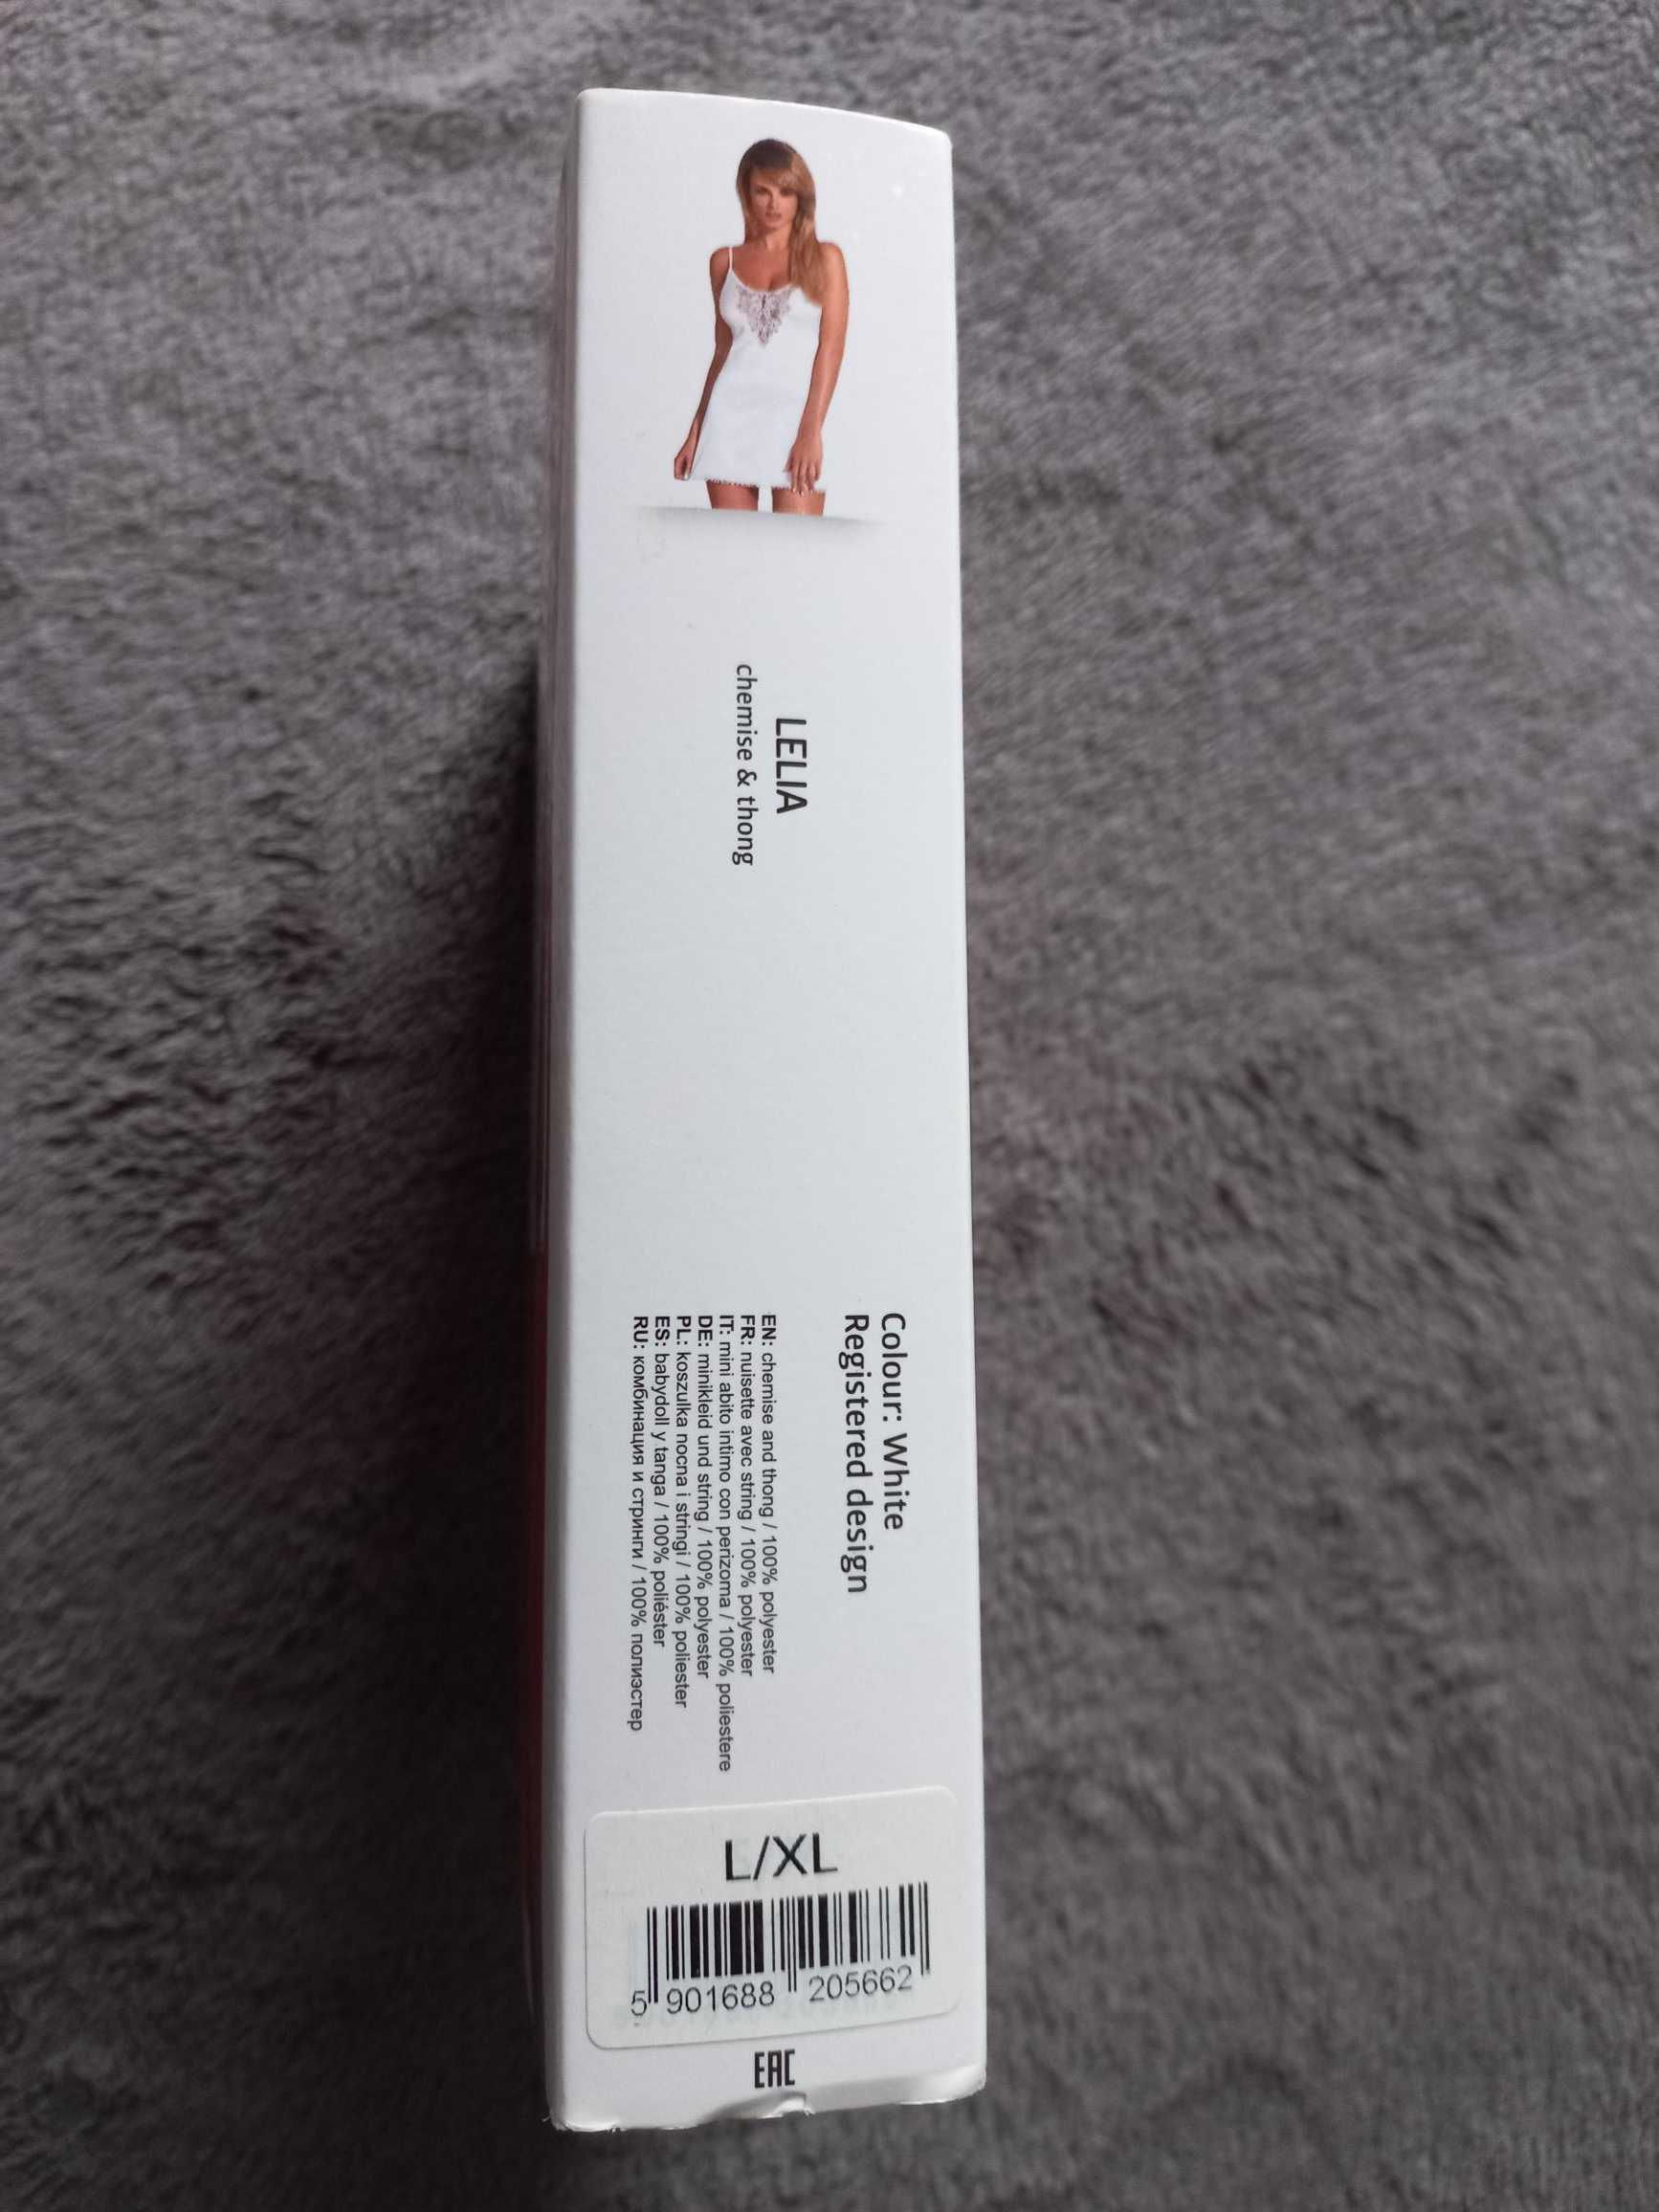 LELIA
chemise & thong
Colour: White
Registered design
EN: chemise and thong / 100% polyester
FR: nuisette avec string / 100% polyester
IT: mini abito intimo con perizoma / 100% poliestere
DE: minikleid und string / 100% polyester
PL: koszulka nocna i stringi / 100% poliester
ES: babydoll y tanga / 100% poliéster
RU: комбинация и стринги / 100% полиэстер
L/XL
5 901688 205662
EAC